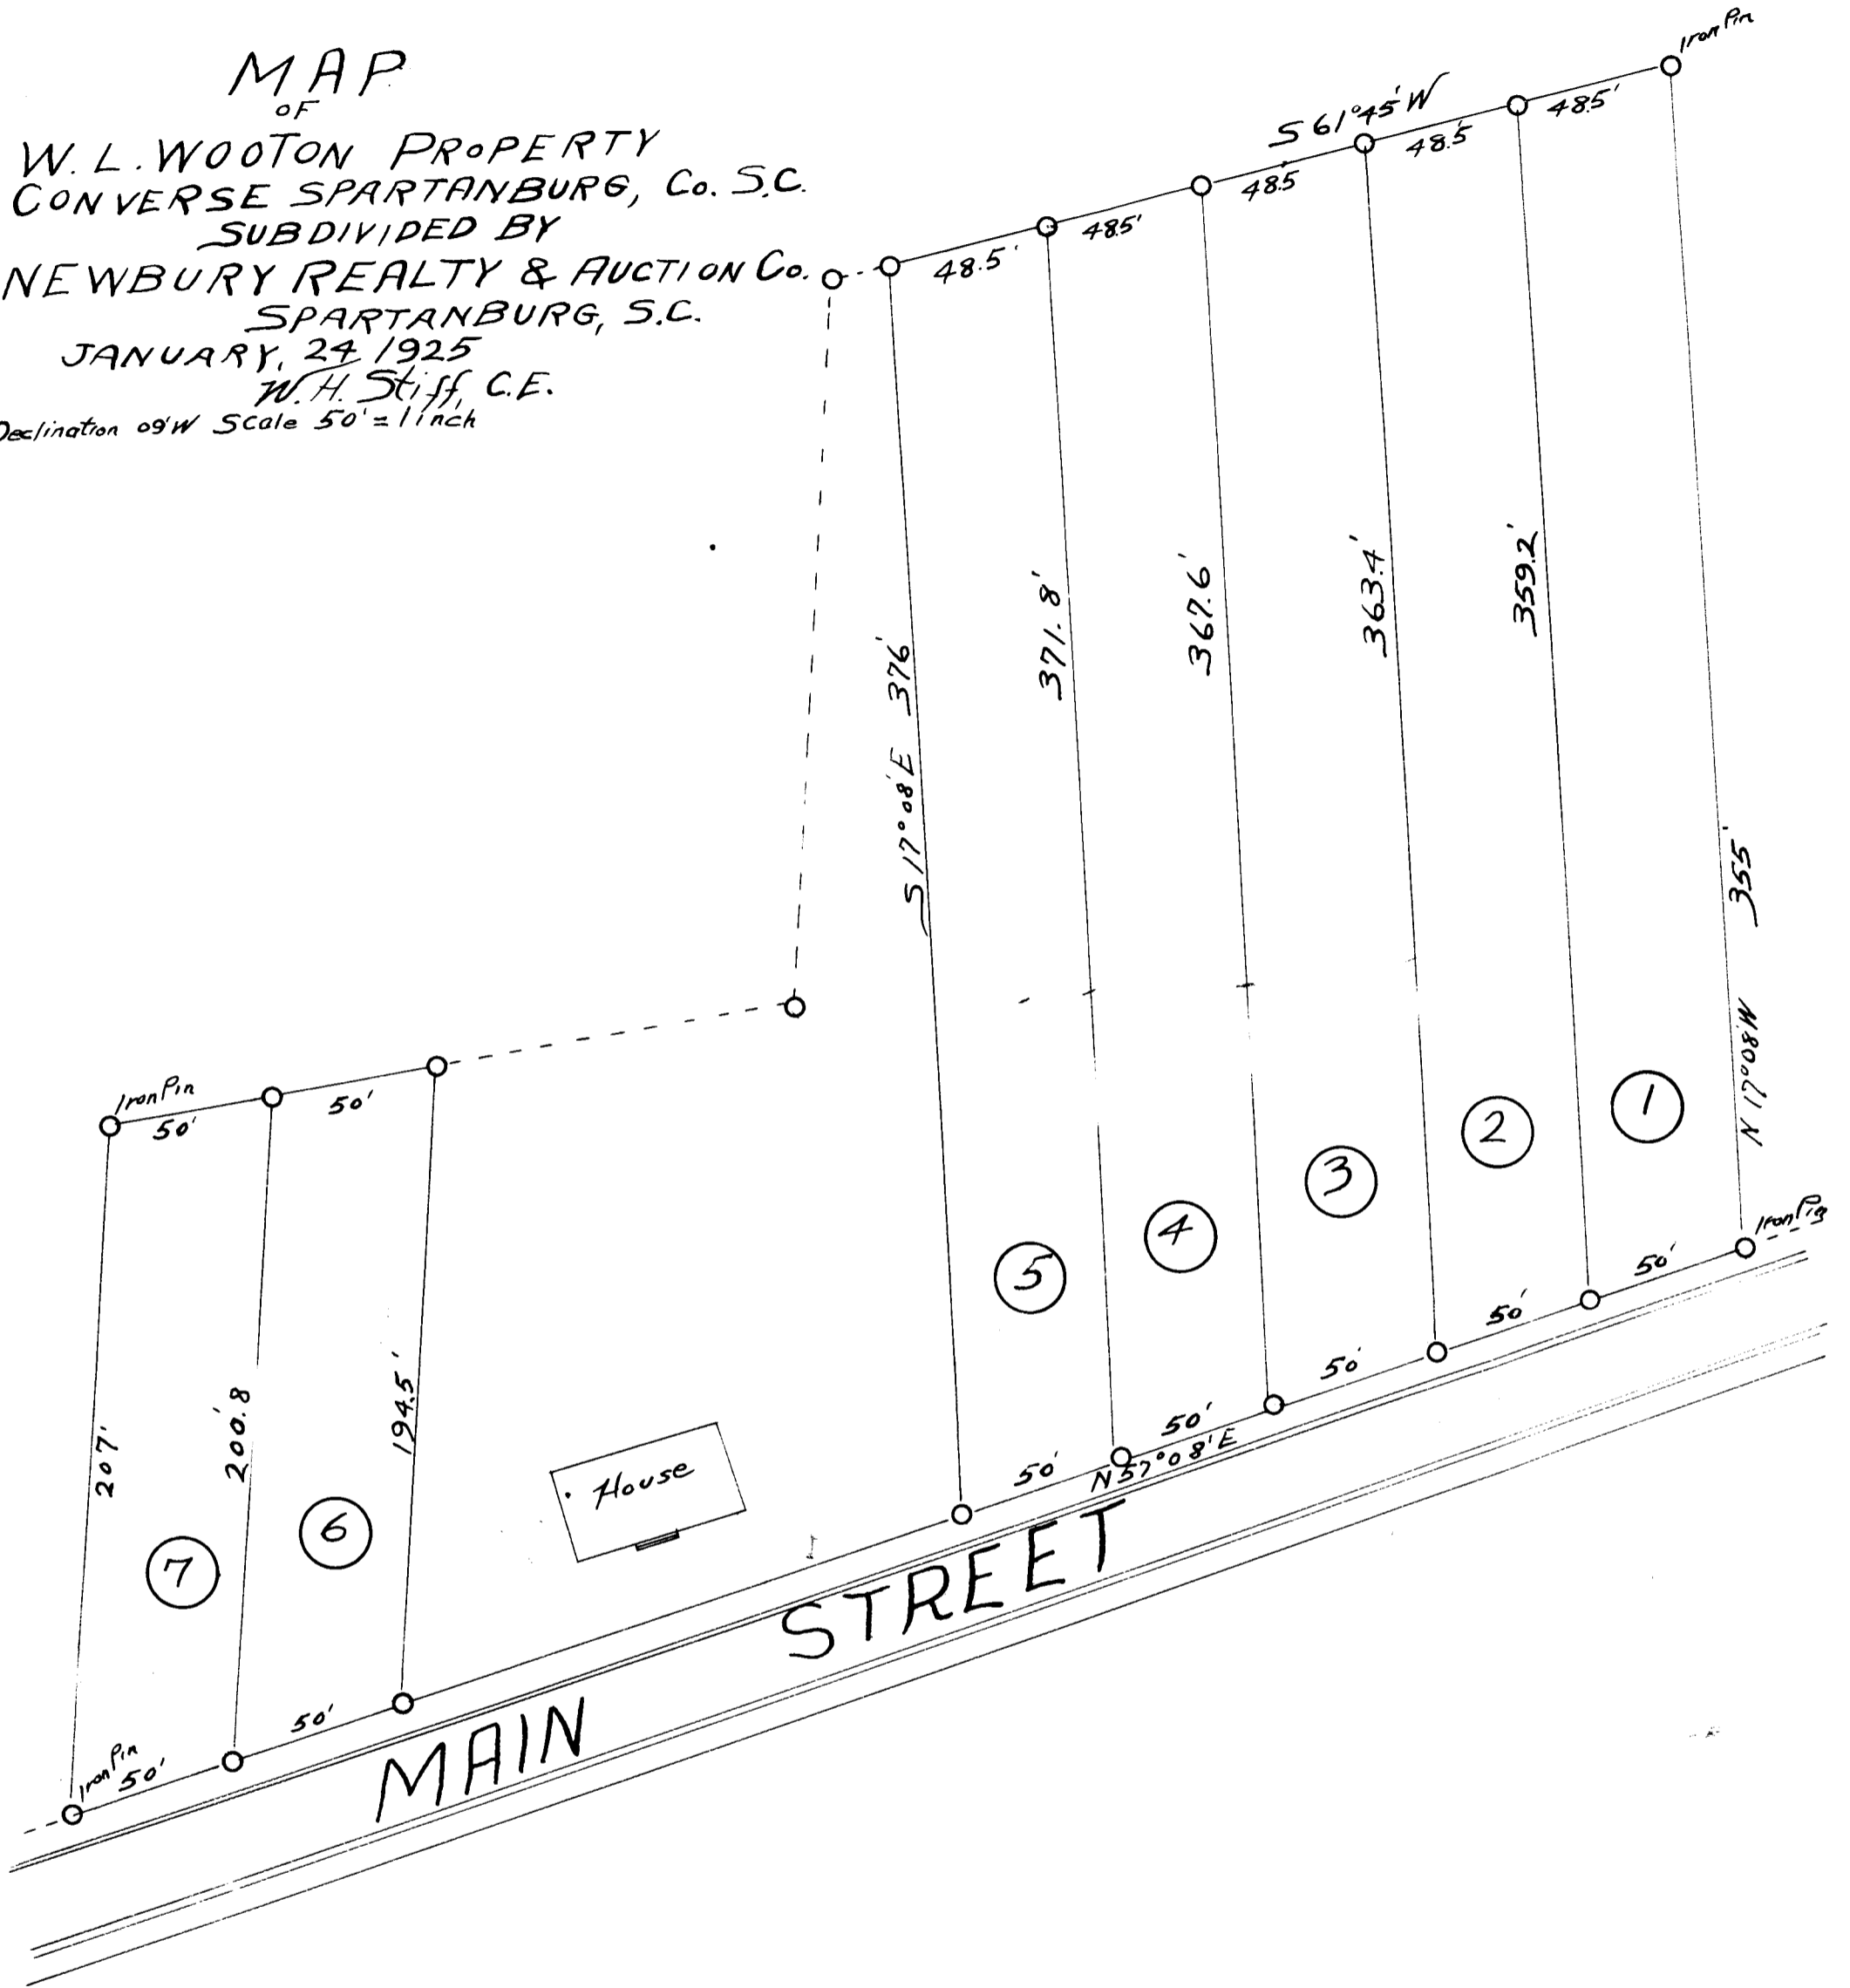 MAP
OF
W. L. WOOTON PROPERTY
CONVERSE SPARTANBURG, Co. S.C.
SUBDIVIDED BY
NEWBURY REALTY & AUCTION Co.
SPARTANBURG, S.C.
JANUARY, 24 1925
W. H. Stiff, C.E.
Declination 09'W Scale 50' = 1 inch
Iron Pin
S 61°45' W
48.5'
48.5'
48.5
48.5'
48.5'
S 17°08' E 376'
371.8'
367.6'
363.4'
359.2'
355'
N 17°08' W
1
2
3
4
5
Iron Pin
50'
50'
50'
50'
50'
N 57°08' E
Iron Pin
50'
50'
207'
200.8'
194.5'
House
6
7
Iron Pin
50'
50'
MAIN STREET